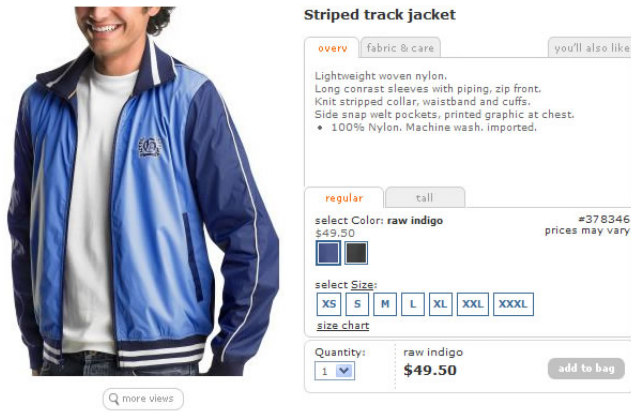 Striped track jacket
overv
fabric & care
you'll also like
Lightweight woven nylon.
Long conrast sleeves with piping, zip front.
Knit stripped collar, waistband and cuffs.
Side snap welt pockets, printed graphic at chest.
• 100% Nylon. Machine wash. imported.
regular
tall
select Color: raw indigo
#378346
$49.50
prices may vary
select Size:
XS S M L XL XXL XXXL
size chart
Quantity:
raw indigo
1
$49.50
add to bag
more views